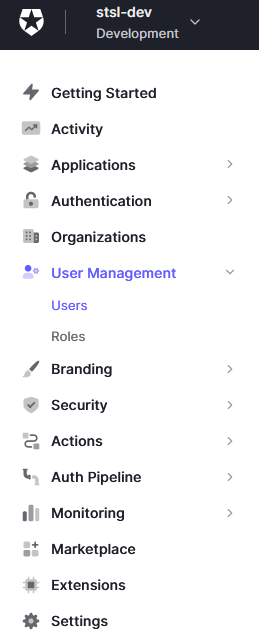 stsl-dev
Development
Getting Started
Activity
Applications
Authentication
Organizations
User Management
Users
Roles
Branding
Security
Actions
Auth Pipeline
Monitoring
Marketplace
Extensions
Settings